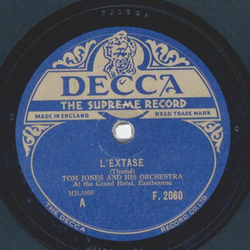 DECCA
THE SUPREME RECORD
MADE IN ENGLAND REGD TRADE MARK
L'EXTASE
(Thomé)
TOM JONES AND HIS ORCHESTRA
At the Grand Hotel, Eastbourne
A F. 2060
THE DECCA RECORD CO. LTD.